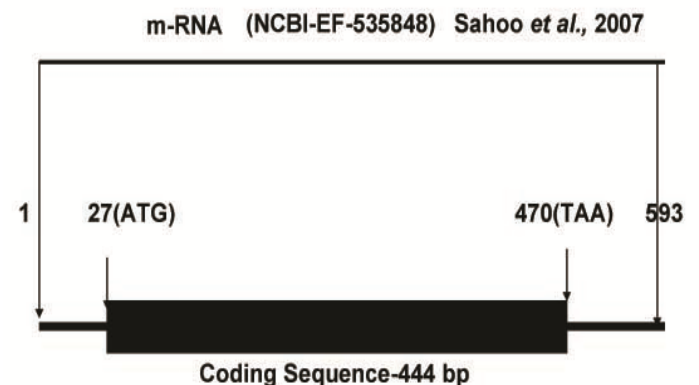 m-RNA (NCBI-EF-535848) Sahoo et al., 2007
1 27(ATG) 470(TAA) 593
Coding Sequence-444 bp